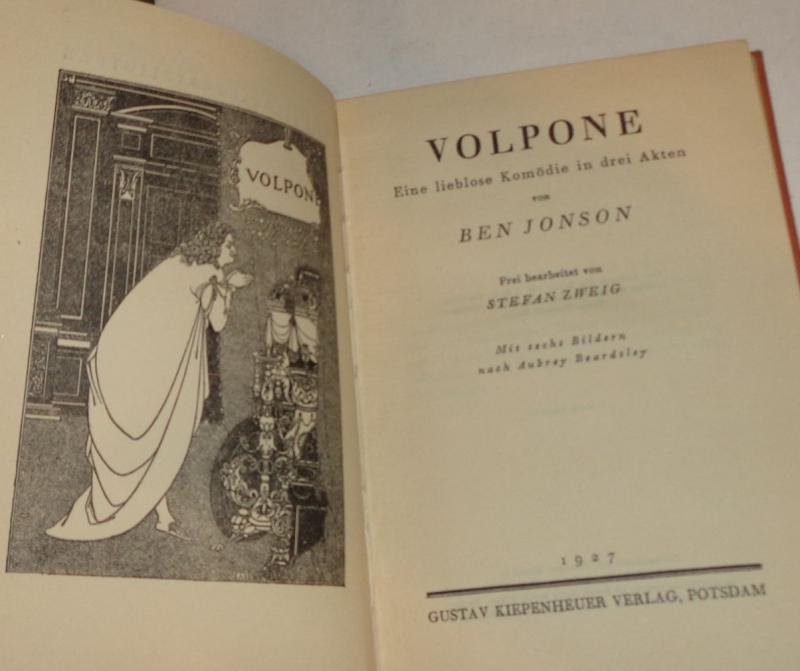 VOLPONE
VOLPONE
Eine lieblose Komödie in drei Akten
von
BEN JONSON
Frei bearbeitet von
STEFAN ZWEIG
Mit sechs Bildern
nach Aubrey Beardsley
1927
GUSTAV KIEPENHEUER VERLAG, POTSDAM